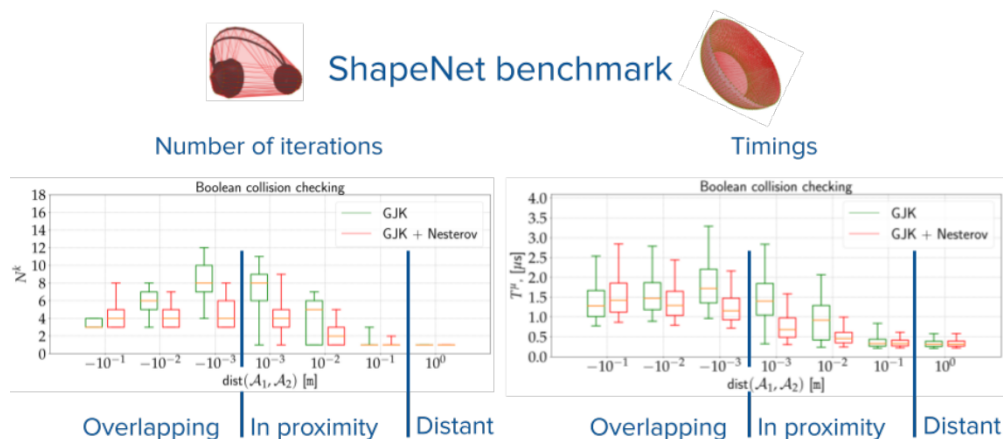 ShapeNet benchmark
Number of iterations
Boolean collision checking
18
16
14
12
10
8
6
4
2
0
N^k
GJK
GJK + Nesterov
−10⁻¹ −10⁻² −10⁻³ 10⁻³ 10⁻² 10⁻¹ 10⁰
dist(𝒜₁, 𝒜₂) [m]
Overlapping In proximity Distant
Timings
Boolean collision checking
4.0
3.5
3.0
2.5
2.0
1.5
1.0
0.5
0.0
T^μ, [μs]
GJK
GJK + Nesterov
−10⁻¹ −10⁻² −10⁻³ 10⁻³ 10⁻² 10⁻¹ 10⁰
dist(𝒜₁, 𝒜₂) [m]
Overlapping In proximity Distant